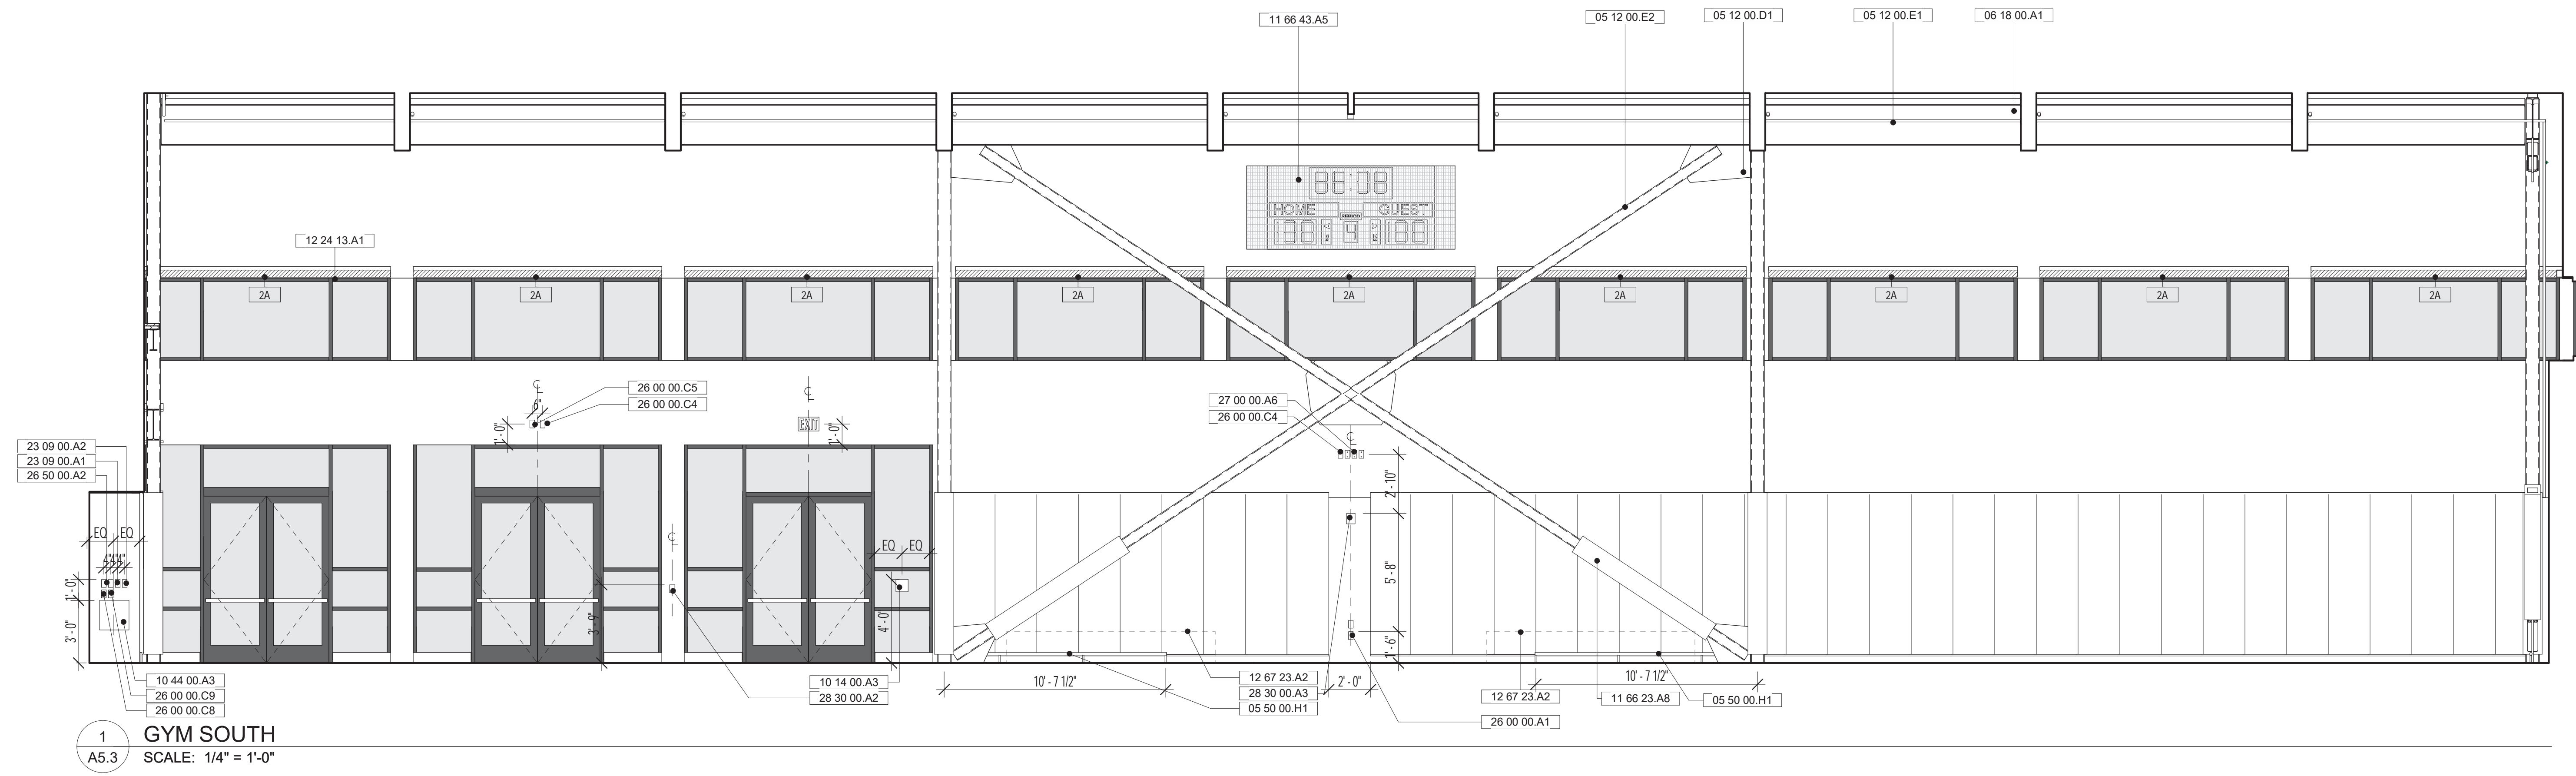 11 66 43.A5
05 12 00.E2
05 12 00.D1
05 12 00.E1
06 18 00.A1
88:08
HOME
GUEST
PERIOD
188
4
188
12 24 13.A1
2A
2A
2A
2A
2A
2A
2A
2A
2A
26 00 00.C5
26 00 00.C4
6"
1'-0"
EXIT
1'-0"
27 00 00.A6
26 00 00.C4
23 09 00.A2
23 09 00.A1
26 50 00.A2
EQ
EQ
4"
4"
4"
1'-0"
3'-0"
3'-9"
EQ
EQ
4'-0"
2'-10"
5'-8"
1'-6"
10 44 00.A3
26 00 00.C9
26 00 00.C8
10 14 00.A3
28 30 00.A2
10'-7 1/2"
12 67 23.A2
28 30 00.A3
05 50 00.H1
2'-0"
26 00 00.A1
12 67 23.A2
10'-7 1/2"
11 66 23.A8
05 50 00.H1
1
A5.3
GYM SOUTH
SCALE: 1/4" = 1'-0"